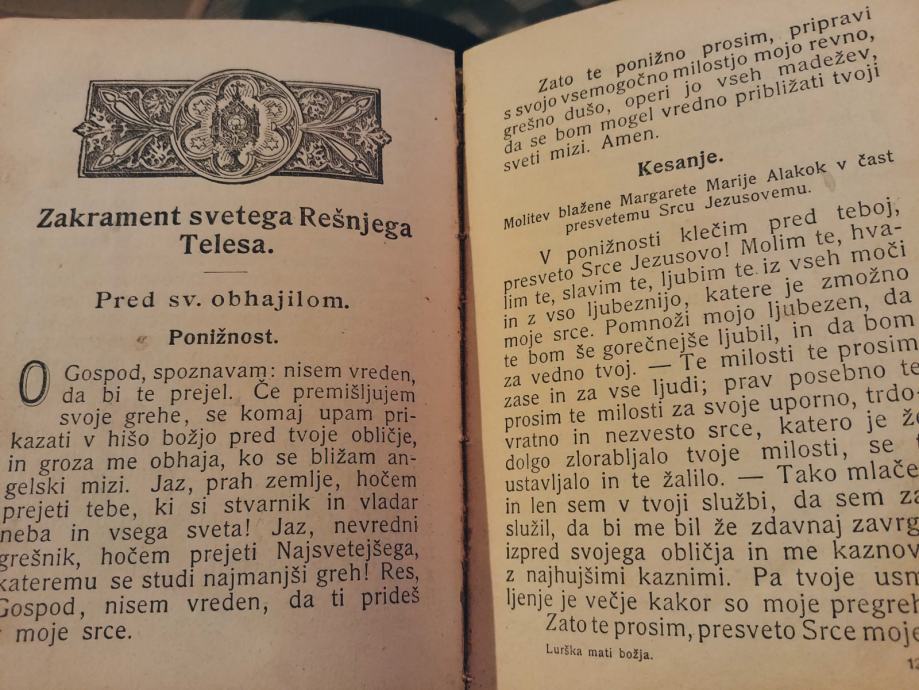 Zakrament svetega Rešnjega
Telesa.
Pred sv. obhajilom.
Ponižnost.
O Gospod, spoznavam: nisem vreden,
da bi te prejel. Če premišljujem
svoje grehe, se komaj upam pri-
kazati v hišo božjo pred tvoje obličje,
in groza me obhaja, ko se bližam an-
gelski mizi. Jaz, prah zemlje, hočem
prejeti tebe, ki si stvarnik in vladar
neba in vsega sveta! Jaz, nevredni
grešnik, hočem prejeti Najsvetejšega,
kateremu se studi najmanjši greh! Res,
Gospod, nisem vreden, da ti prideš
moje srce.
Zato te ponižno prosim, pripravi
s svojo vsemogočno milostjo mojo revno,
grešno dušo, operi jo vseh madežev,
da se bom mogel vredno približati tvoji
sveti mizi. Amen.
Kesanje.
Molitev blažene Margarete Marije Alakok v čast
presvetemu Srcu Jezusovemu.
V ponižnosti klečim pred teboj,
presveto Srce Jezusovo! Molim te, hva-
lim te, slavim te, ljubim te iz vseh moči
in z vso ljubeznijo, katere je zmožno
moje srce. Pomnoži mojo ljubezen, da
te bom še gorečnejše ljubil, in da bom
za vedno tvoj. — Te milosti te prosim
zase in za vse ljudi; prav posebno te
prosim te milosti za svoje uporno, trdo-
vratno in nezvesto srce, katero je že
dolgo zlorabljalo tvoje milosti, se
ustavljalo in te žalilo. — Tako mlače
in len sem v tvoji službi, da sem za
služil, da bi me bil že zdavnaj zavrg
izpred svojega obličja in me kaznov
z najhujšimi kaznimi. Pa tvoje usm
ljenje je večje kakor so moje pregreh
Zato te prosim, presveto Srce moje
Lurška mati božja.